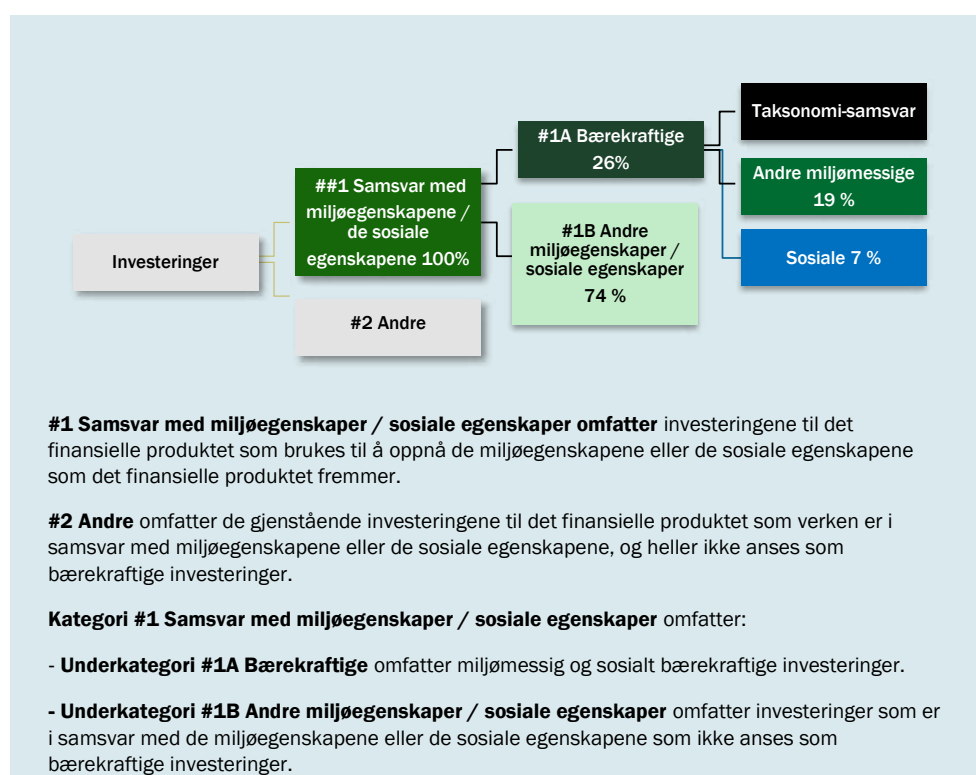 Investeringer
##1 Samsvar med
miljøegenskapene /
de sosiale
egenskapene 100%
#2 Andre
#1A Bærekraftige
26%
#1B Andre
miljøegenskaper /
sosiale egenskaper
74 %
Taksonomi-samsvar
Andre miljømessige
19 %
Sosiale 7 %
#1 Samsvar med miljøegenskaper / sosiale egenskaper omfatter investeringene til det
finansielle produktet som brukes til å oppnå de miljøegenskapene eller de sosiale egenskapene
som det finansielle produktet fremmer.
#2 Andre omfatter de gjenstående investeringene til det finansielle produktet som verken er i
samsvar med miljøegenskapene eller de sosiale egenskapene, og heller ikke anses som
bærekraftige investeringer.
Kategori #1 Samsvar med miljøegenskaper / sosiale egenskaper omfatter:
- Underkategori #1A Bærekraftige omfatter miljømessig og sosialt bærekraftige investeringer.
- Underkategori #1B Andre miljøegenskaper / sosiale egenskaper omfatter investeringer som er
i samsvar med de miljøegenskapene eller de sosiale egenskapene som ikke anses som
bærekraftige investeringer.